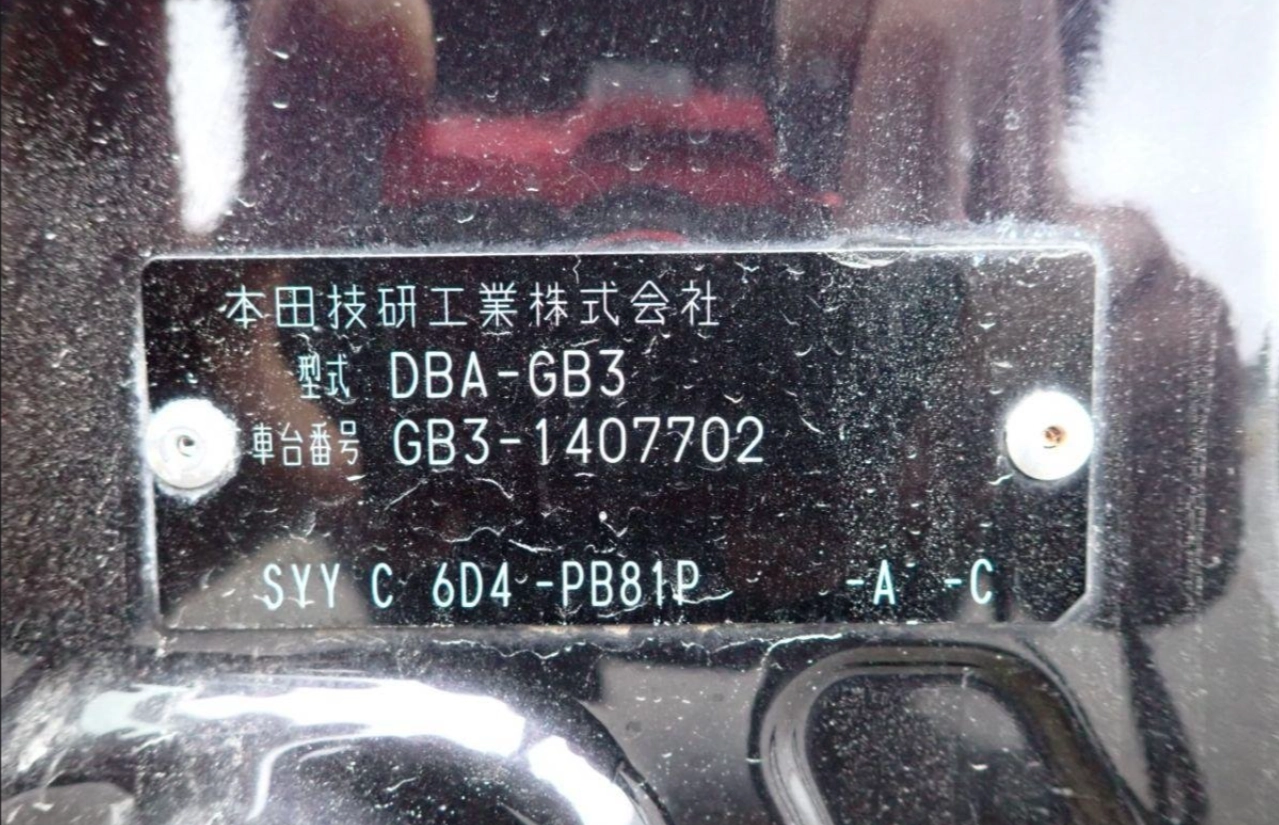 本田技研工業株式会社
型式 DBA-GB3
車台番号 GB3-1407702
SYY C 6D4 -PB81P -A -C